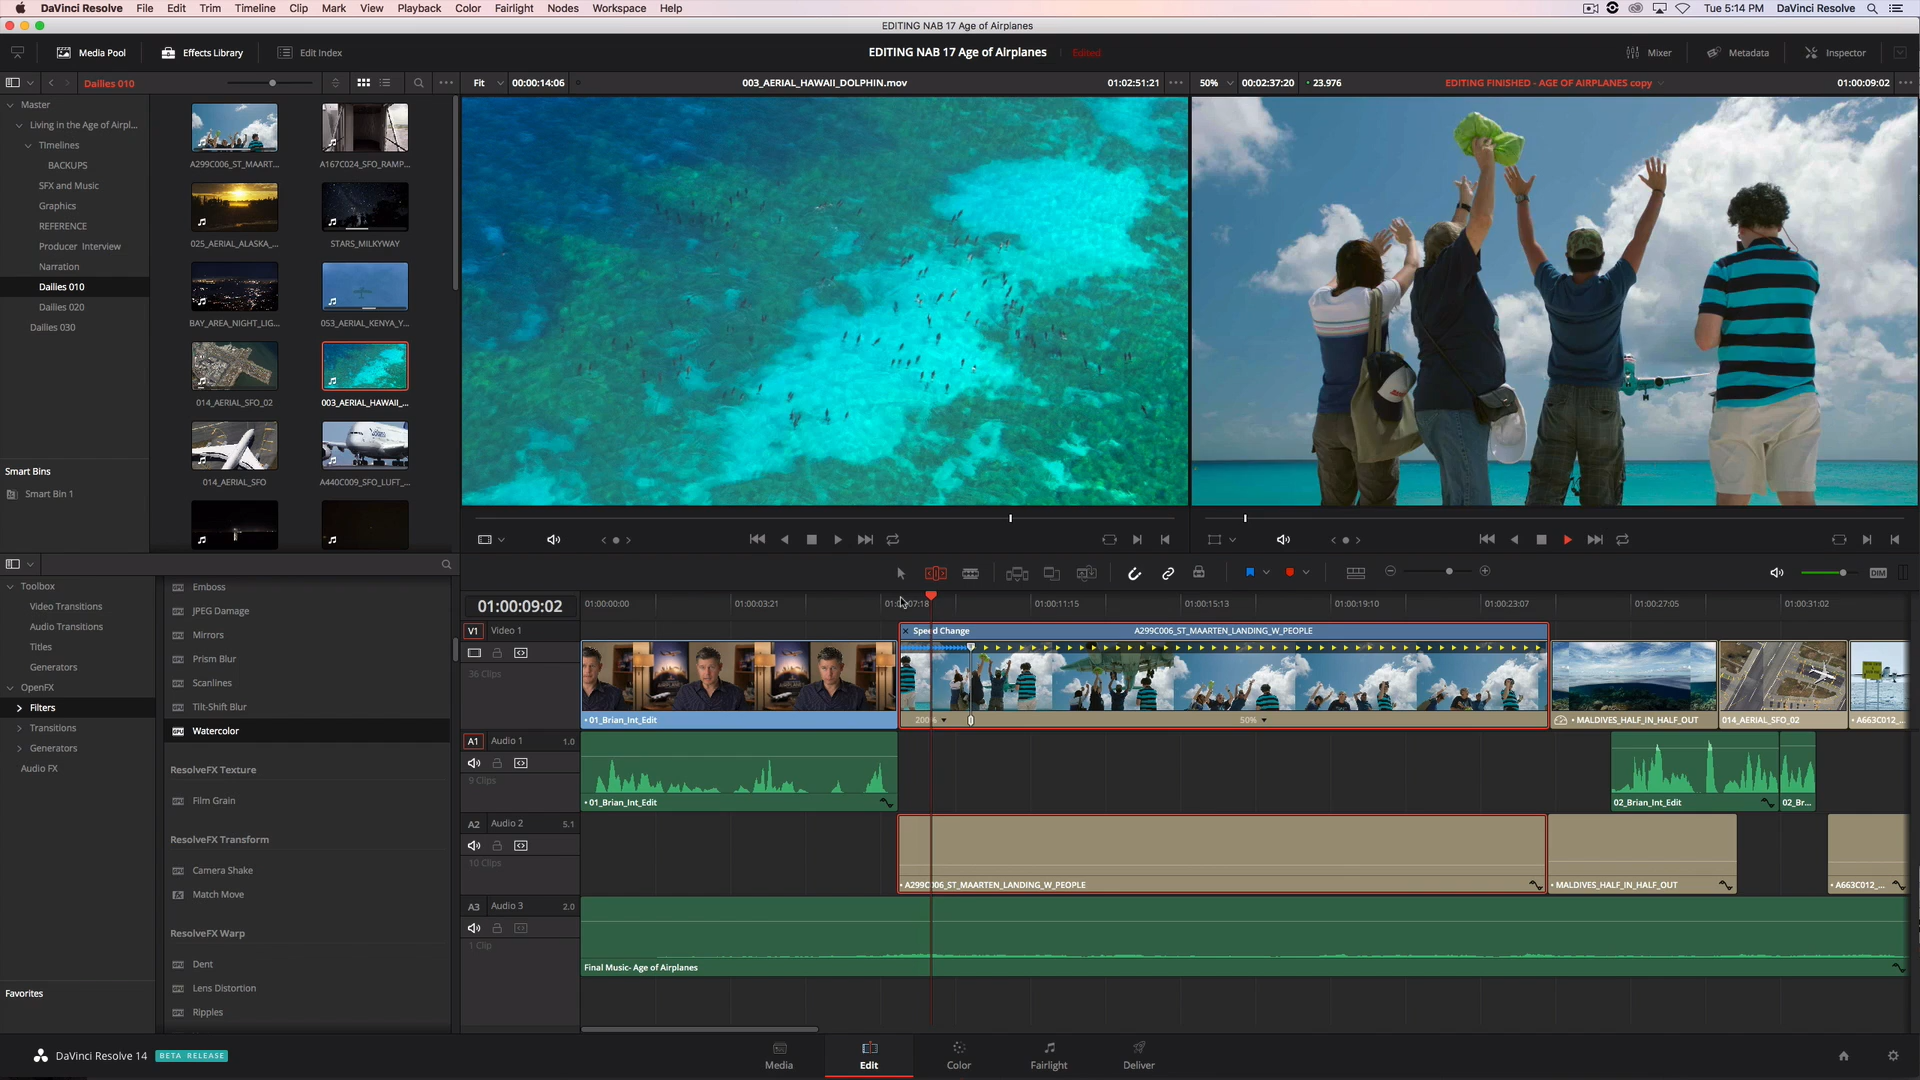 DaVinci Resolve File Edit Trim Timeline Clip Mark View Playback Color Fairlight Nodes Workspace Help
Tue 5:14 PM DaVinci Resolve
EDITING NAB 17 Age of Airplanes
Media Pool Effects Library Edit Index
EDITING NAB 17 Age of Airplanes Edited
Mixer Metadata Inspector
Dailies 010
Fit 00:00:14:06 003_AERIAL_HAWAII_DOLPHIN.mov 01:02:51:21
50% 00:02:37:20 23.976 EDITING FINISHED - AGE OF AIRPLANES copy 01:00:09:02
Master
Living in the Age of Airpl...
Timelines
BACKUPS
SFX and Music
Graphics
REFERENCE
Producer Interview
Narration
Dailies 010
Dailies 020
Dailies 030
Smart Bins
Smart Bin 1
A299C006_ST_MAART... A167C024_SFO_RAMP...
025_AERIAL_ALASKA_... STARS_MILKYWAY
BAY_AREA_NIGHT_LIG... 053_AERIAL_KENYA_Y...
014_AERIAL_SFO_02 003_AERIAL_HAWAII_...
014_AERIAL_SFO A440C009_SFO_LUFT_...
Toolbox
Video Transitions
Audio Transitions
Titles
Generators
OpenFX
Filters
Transitions
Generators
Audio FX
Favorites
Emboss
JPEG Damage
Mirrors
Prism Blur
Scanlines
Tilt-Shift Blur
Watercolor
ResolveFX Texture
Film Grain
ResolveFX Transform
Camera Shake
Match Move
ResolveFX Warp
Dent
Lens Distortion
Ripples
DIM
01:00:09:02
01:00:00:00 01:00:03:21 01:00:11:15 01:00:15:13 01:00:19:10 01:00:23:07 01:00:27:05 01:00:31:02
V1 Video 1
36 Clips
Speed Change A299C006_ST_MAARTEN_LANDING_W_PEOPLE
01_Brian_Int_Edit
50%
MALDIVES_HALF_IN_HALF_OUT
014_AERIAL_SFO_02
A663C012_...
A1 Audio 1 1.0
9 Clips
01_Brian_Int_Edit
02_Brian_Int_Edit
02_Br...
A2 Audio 2 5.1
10 Clips
A299C006_ST_MAARTEN_LANDING_W_PEOPLE
MALDIVES_HALF_IN_HALF_OUT
A663C012_...
A3 Audio 3 2.0
1 Clip
Final Music- Age of Airplanes
DaVinci Resolve 14 BETA RELEASE
Media Edit Color Fairlight Deliver